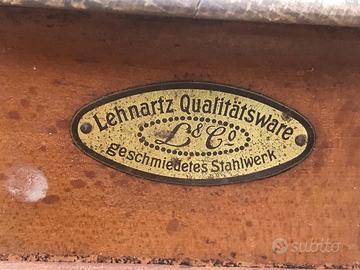 Lehnartz Qualitätsware
L & Co
geschmiedetes Stahlwerk
subito